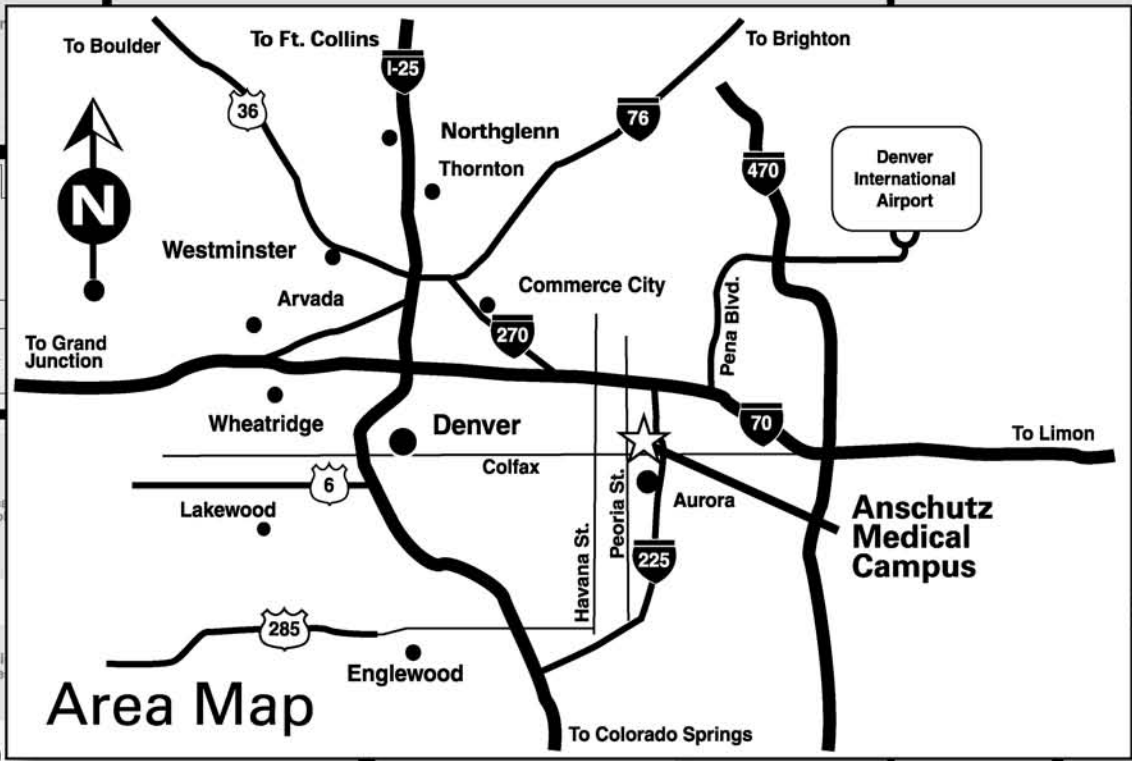 To Boulder
To Ft. Collins
To Brighton
I-25
36
76
Northglenn
Thornton
470
Denver
International
Airport
N
Westminster
Commerce City
Arvada
270
Pena Blvd.
To Grand
Junction
Wheatridge
Denver
70
To Limon
Colfax
6
Lakewood
Peoria St.
Aurora
Havana St.
225
Anschutz
Medical
Campus
285
Englewood
Area Map
To Colorado Springs